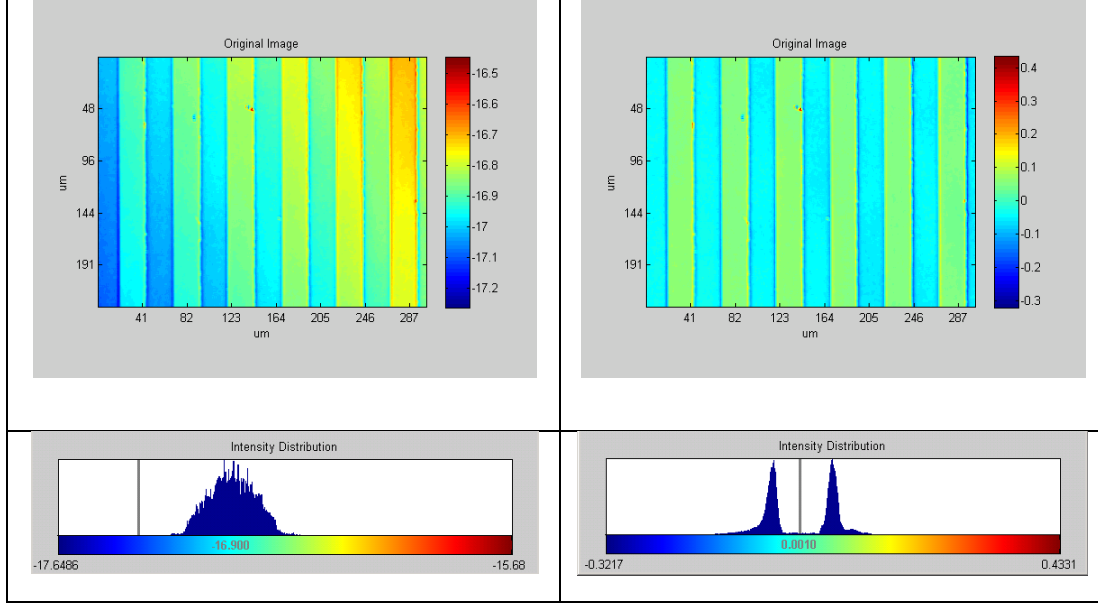 Original Image
-16.5
-16.6
-16.7
-16.8
-16.9
-17
-17.1
-17.2
48
96
144
191
um
41 82 123 164 205 246 287
um
Original Image
0.4
0.3
0.2
0.1
0
-0.1
-0.2
-0.3
48
96
144
191
um
41 82 123 164 205 246 287
um
Intensity Distribution
-16.900
-17.6486 -15.68
Intensity Distribution
0.0010
-0.3217 0.4331